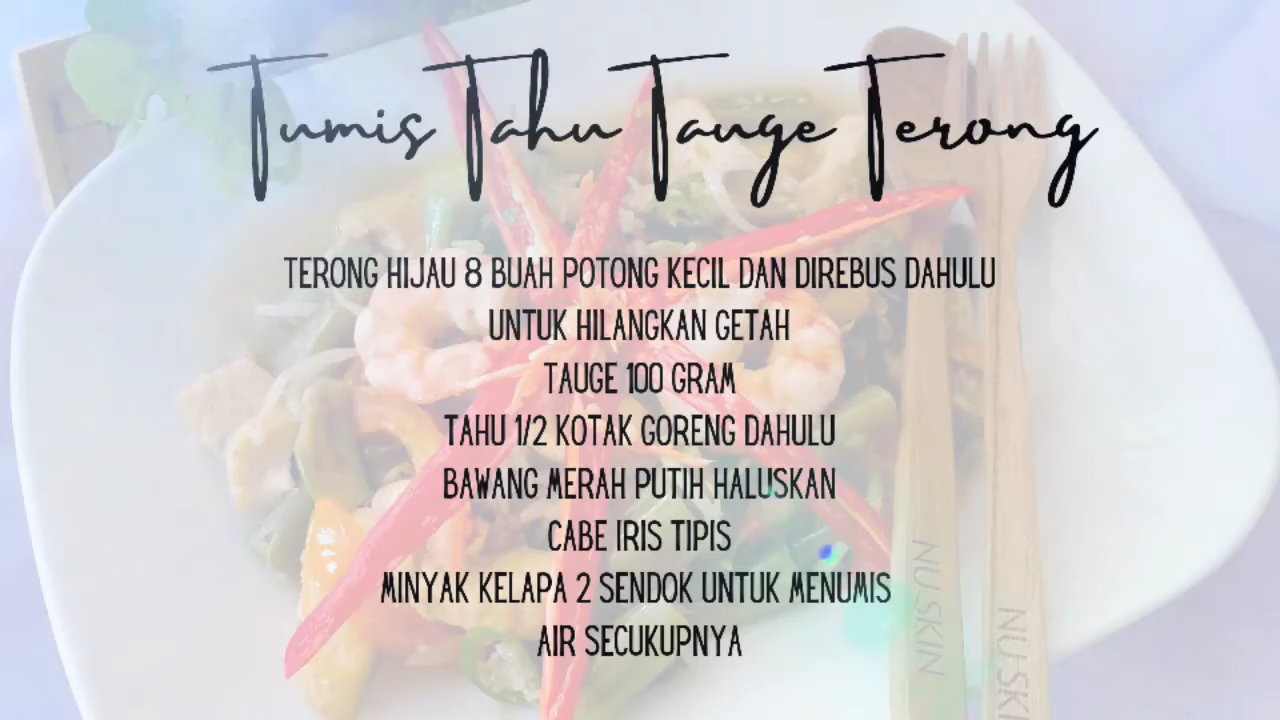 Tumis Tahu Tauge Terong
TERONG HIJAU 8 BUAH POTONG KECIL DAN DIREBUS DAHULU
UNTUK HILANGKAN GETAH
TAUGE 100 GRAM
TAHU 1/2 KOTAK GORENG DAHULU
BAWANG MERAH PUTIH HALUSKAN
CABE IRIS TIPIS
MINYAK KELAPA 2 SENDOK UNTUK MENUMIS
AIR SECUKUPNYA
NU SKIN
NU SKI